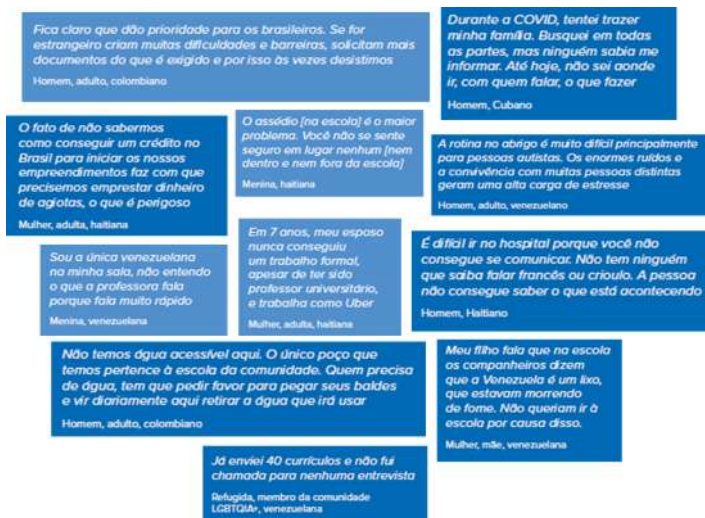 Fica claro que dão prioridade para os brasileiros. Se for
estrangeiro criam muitas dificuldades e barreiras, solicitam mais
documentos do que é exigido e por isso às vezes desistimos
Homem, adulto, colombiano
Durante a COVID, tentei trazer
minha família. Busquei em todas
as partes, mas ninguém sabia me
informar. Até hoje, não sei aonde
ir, com quem falar, o que fazer
Homem, Cubano
O fato de não sabermos
como conseguir um crédito no
Brasil para iniciar os nossos
empreendimentos faz com que
precisemos emprestar dinheiro
de agiotas, o que é perigoso
Mulher, adulta, haitiana
O assédio [na escola] é o maior
problema. Você não se sente
seguro em lugar nenhum [nem
dentro e nem fora da escola]
Menina, haitiana
A rotina no abrigo é muito difícil principalmente
para pessoas autistas. Os enormes ruídos e
a convivência com muitas pessoas distintas
geram uma alta carga de estresse
Homem, adulto, venezuelano
Sou a única venezuelana
na minha sala, não entendo
o que a professora fala
porque fala muito rápido
Menina, venezuelana
Em 7 anos, meu esposo
nunca conseguiu
um trabalho formal,
apesar de ter sido
professor universitário,
e trabalha como Uber
Mulher, adulta, haitiana
É difícil ir no hospital porque você não
consegue se comunicar. Não tem ninguém
que saiba falar francês ou crioulo. A pessoa
não consegue saber o que está acontecendo
Homem, Haitiano
Não temos água acessível aqui. O único poço que
temos pertence à escola da comunidade. Quem precisa
de água, tem que pedir favor para pegar seus baldes
e vir diariamente aqui retirar a água que irá usar
Homem, adulto, colombiano
Meu filho fala que na escola
os companheiros dizem
que a Venezuela é um lixo,
que estavam morrendo
de fome. Não queriam ir à
escola por causa disso.
Mulher, mãe, venezuelana
Já enviei 40 currículos e não fui
chamada para nenhuma entrevista
Refugida, membro da comunidade
LGBTQIA+, venezuelana